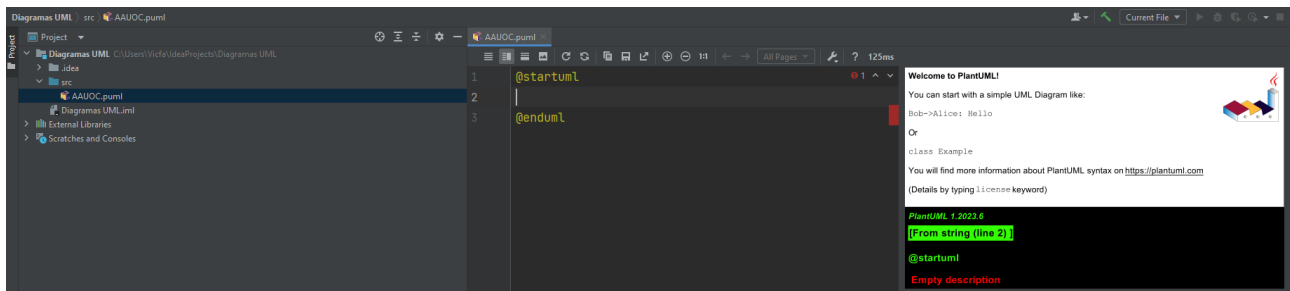 Diagramas UML src AAUOC.puml Current File
Project Project AAUOC.puml
Diagramas UML C:\Users\Vicfa\IdeaProjects\Diagramas UML
.idea
src
AAUOC.puml
Diagramas UML.iml
External Libraries
Scratches and Consoles
1:1 All Pages ? 125ms
1 @startuml 1
2
3 @enduml
Welcome to PlantUML!
You can start with a simple UML Diagram like:
Bob->Alice: Hello
Or
class Example
You will find more information about PlantUML syntax on https://plantuml.com
(Details by typing license keyword)
PlantUML 1.2023.6
[From string (line 2) ]
@startuml
Empty description